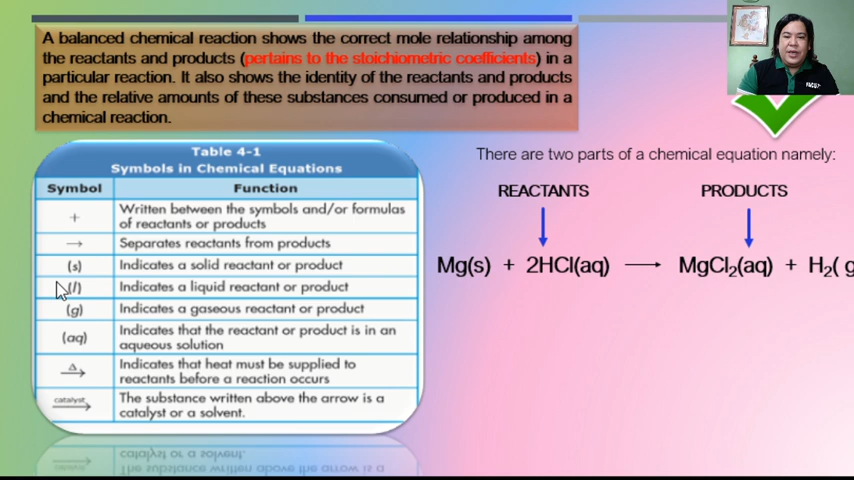 A balanced chemical reaction shows the correct mole relationship among
the reactants and products (pertains to the stoichiometric coefficients) in a
particular reaction. It also shows the identity of the reactants and products
and the relative amounts of these substances consumed or produced in a
chemical reaction.
Table 4-1
Symbols in Chemical Equations
Symbol Function
+ Written between the symbols and/or formulas
of reactants or products
→ Separates reactants from products
(s) Indicates a solid reactant or product
(l) Indicates a liquid reactant or product
(g) Indicates a gaseous reactant or product
(aq) Indicates that the reactant or product is in an
aqueous solution
Δ→ Indicates that heat must be supplied to
reactants before a reaction occurs
catalyst→ The substance written above the arrow is a
catalyst or a solvent.
There are two parts of a chemical equation namely:
REACTANTS PRODUCTS
Mg(s) + 2HCl(aq) → MgCl₂(aq) + H₂( g